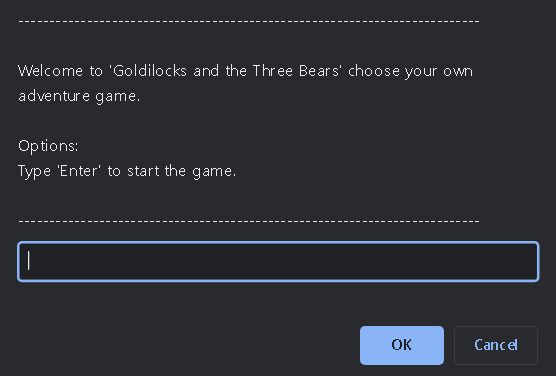 ---------------------------------------------------------------------------
Welcome to 'Goldilocks and the Three Bears' choose your own
adventure game.
Options:
Type 'Enter' to start the game.
---------------------------------------------------------------------------
OK
Cancel